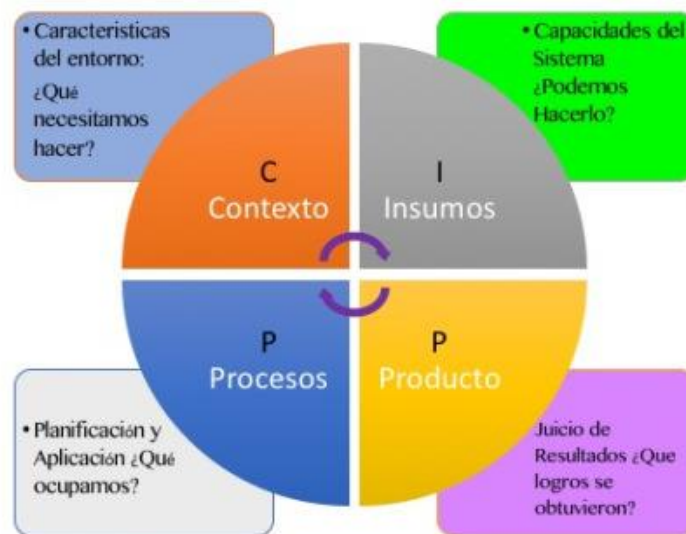 • Caracteristicas
del entorno:
¿Qué
necesitamos
hacer?
• Capacidades del
Sistema
¿Podemos
Hacerlo?
C
Contexto
I
Insumos
P
Procesos
P
Producto
• Planificación y
Aplicación ¿Qué
ocupamos?
Juicio de
Resultados ¿Que
logros se
obtuvieron?